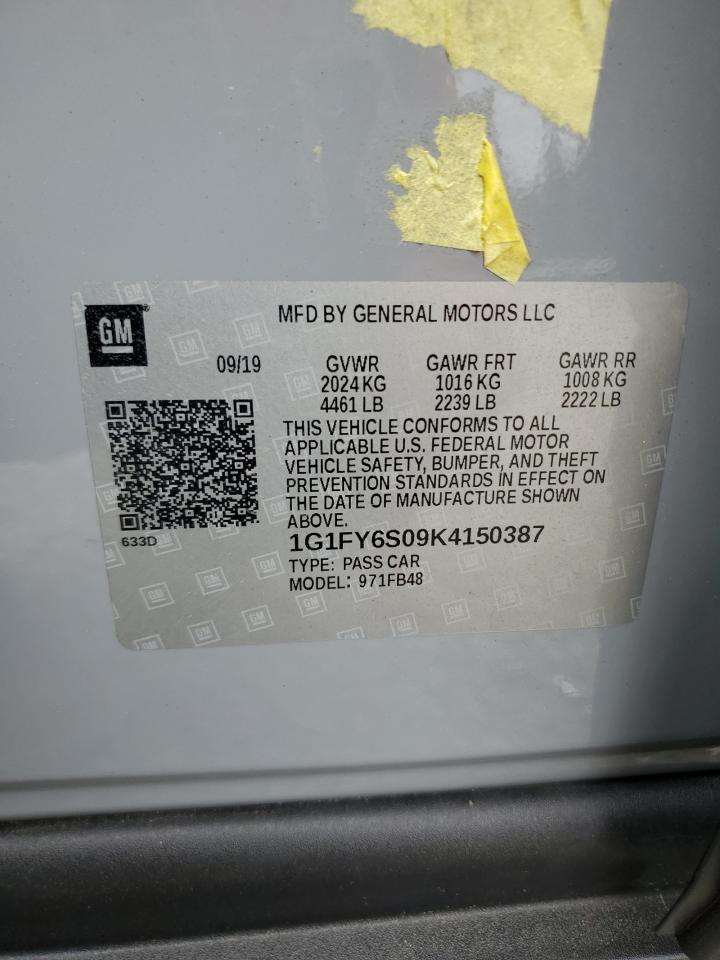 GM®
MFD BY GENERAL MOTORS LLC
09/19 GVWR GAWR FRT GAWR RR
2024 KG 1016 KG 1008 KG
4461 LB 2239 LB 2222 LB
THIS VEHICLE CONFORMS TO ALL
APPLICABLE U.S. FEDERAL MOTOR
VEHICLE SAFETY, BUMPER, AND THEFT
PREVENTION STANDARDS IN EFFECT ON
THE DATE OF MANUFACTURE SHOWN
ABOVE.
633D
1G1FY6S09K4150387
TYPE: PASS CAR
MODEL: 971FB48